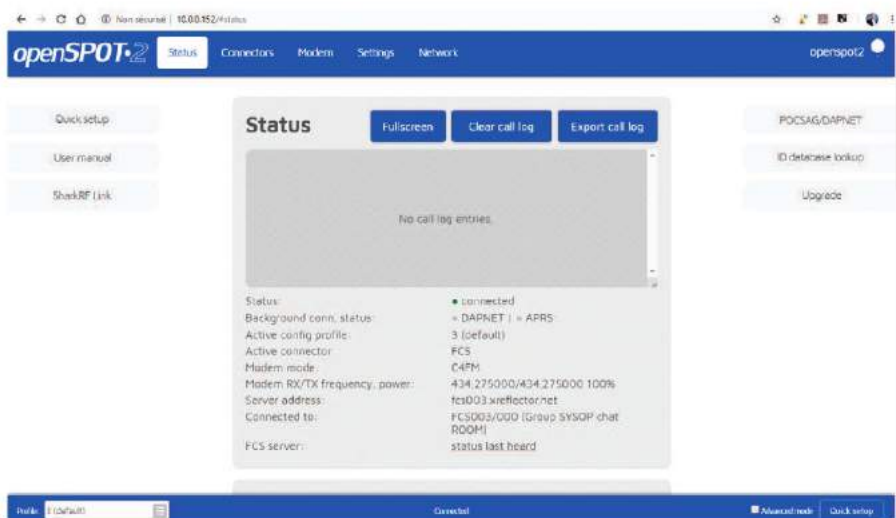 Non sécurisé | 10.0.0.152/#status
openSPOT2
Status
Connectors
Modem
Settings
Network
openspot2
Quick setup
User manual
SharkRF Link
Status
Fullscreen
Clear call log
Export call log
No call log entries.
Status: connected
Background conn. status: DAPNET | APRS
Active config profile: 3 (default)
Active connector: FCS
Modem mode: C4FM
Modem RX/TX frequency, power: 434.275000/434.275000 100%
Server address: fcs003.xreflector.net
Connected to: FCS003/000 (Group SYSOP chat
ROOM)
FCS server: status last heard
POCSAG/DAPNET
ID database lookup
Upgrade
Profile: (default)
Connected
Advanced mode
Quick setup